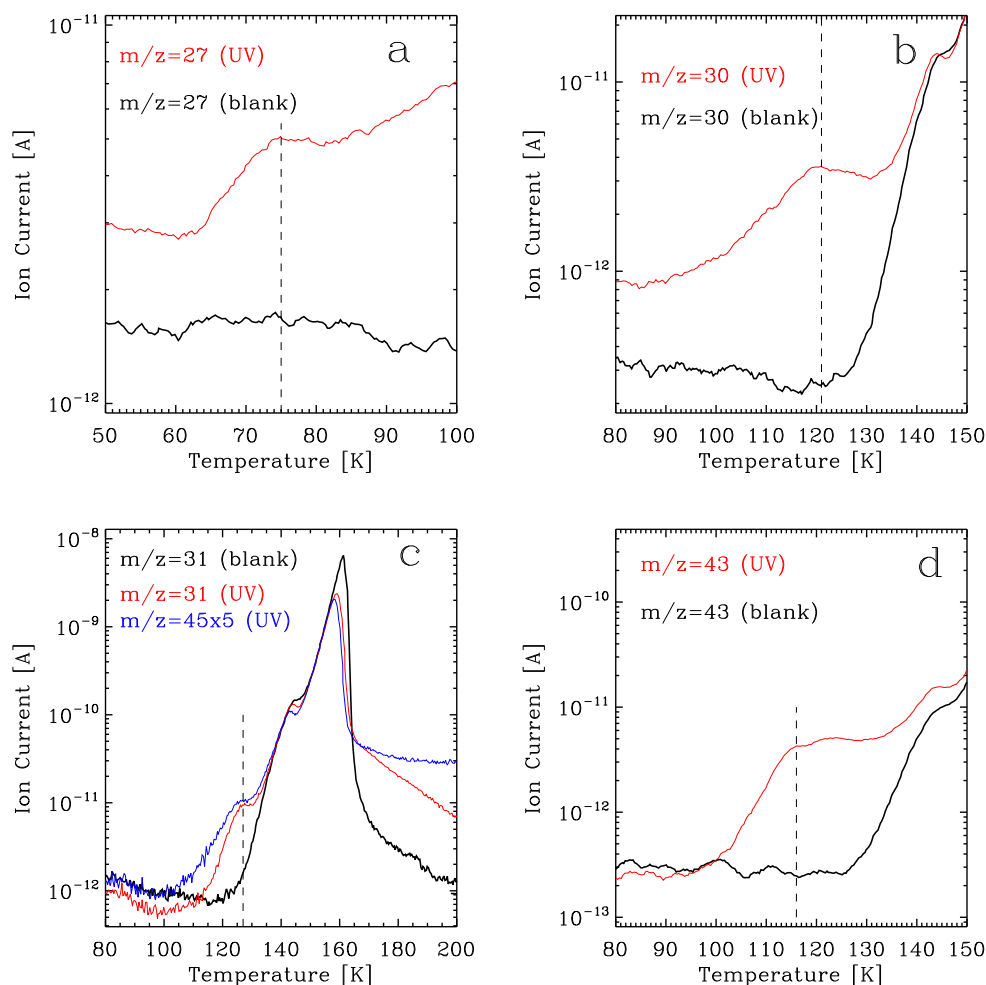 10⁻¹¹
a
m/z=27 (UV)
m/z=27 (blank)
Ion Current [A]
10⁻¹²
50 60 70 80 90 100
Temperature [K]
b
10⁻¹¹
m/z=30 (UV)
m/z=30 (blank)
Ion Current [A]
10⁻¹²
80 90 100 110 120 130 140 150
Temperature [K]
10⁻⁸
c
m/z=31 (blank)
m/z=31 (UV)
m/z=45x5 (UV)
10⁻⁹
Ion Current [A]
10⁻¹⁰
10⁻¹¹
10⁻¹²
80 100 120 140 160 180 200
Temperature [K]
d
m/z=43 (UV)
10⁻¹⁰
m/z=43 (blank)
Ion Current [A]
10⁻¹¹
10⁻¹²
10⁻¹³
80 90 100 110 120 130 140 150
Temperature [K]